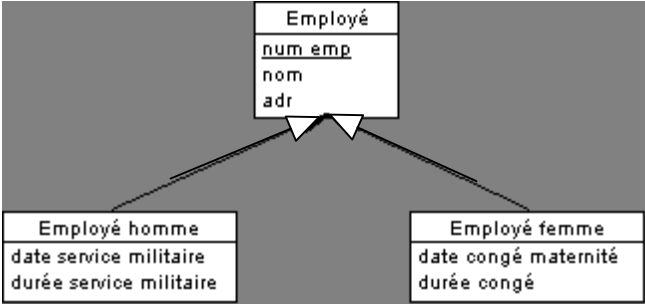 Employé
num emp
nom
adr
Employé homme
date service militaire
durée service militaire
Employé femme
date congé maternité
durée congé